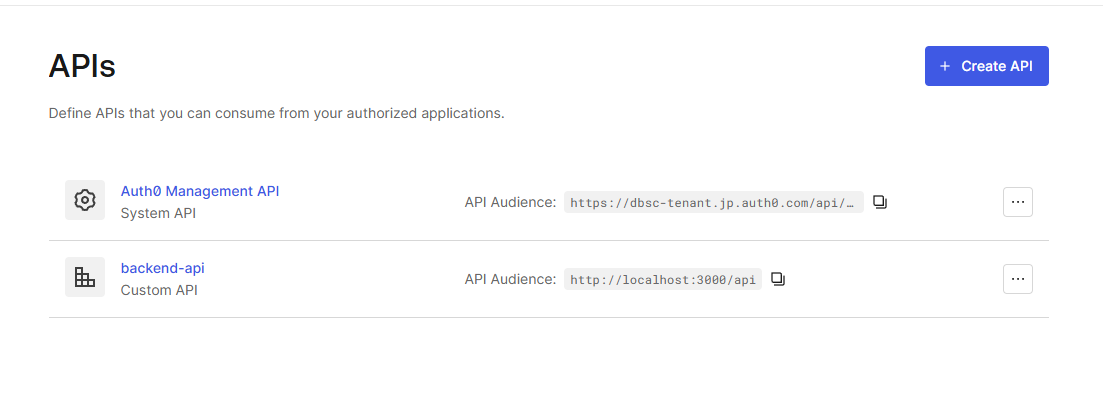 APIs
+ Create API
Define APIs that you can consume from your authorized applications.
Auth0 Management API
System API
API Audience: https://dbsc-tenant.jp.auth0.com/api/…
backend-api
Custom API
API Audience: http://localhost:3000/api